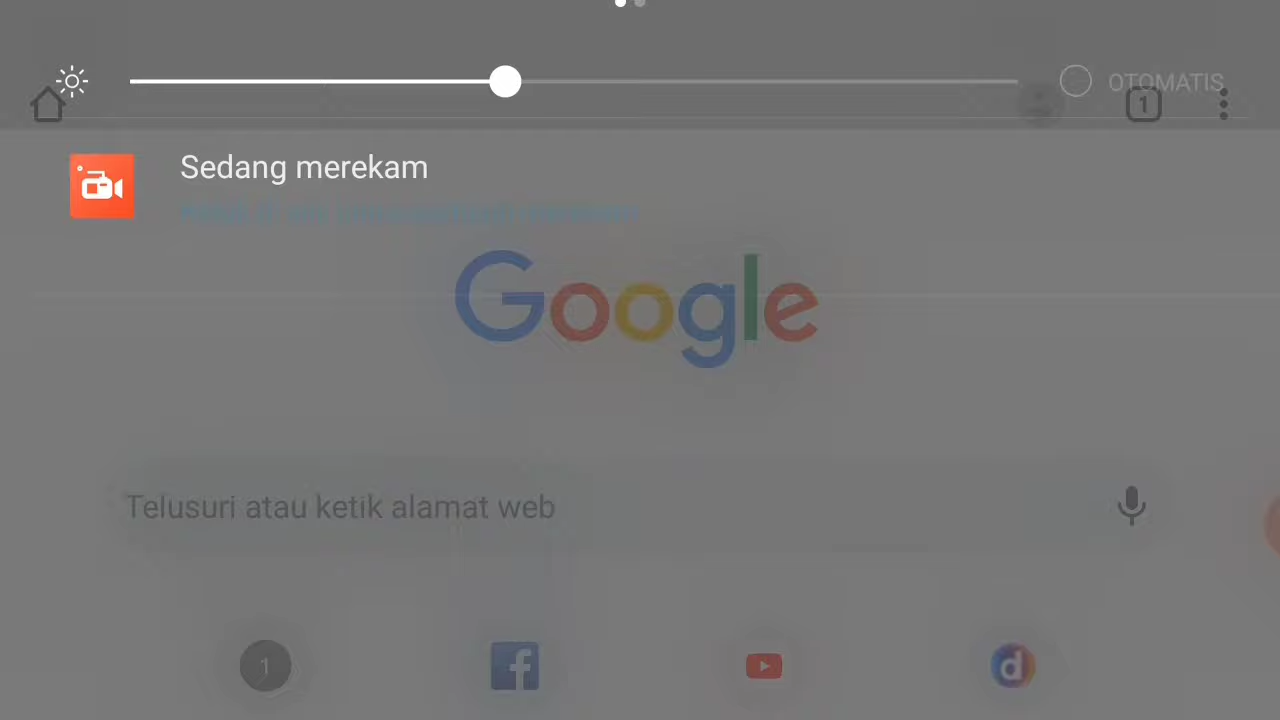 OTOMATIS
1
Sedang merekam
Google
Telusuri atau ketik alamat web
1
f
d